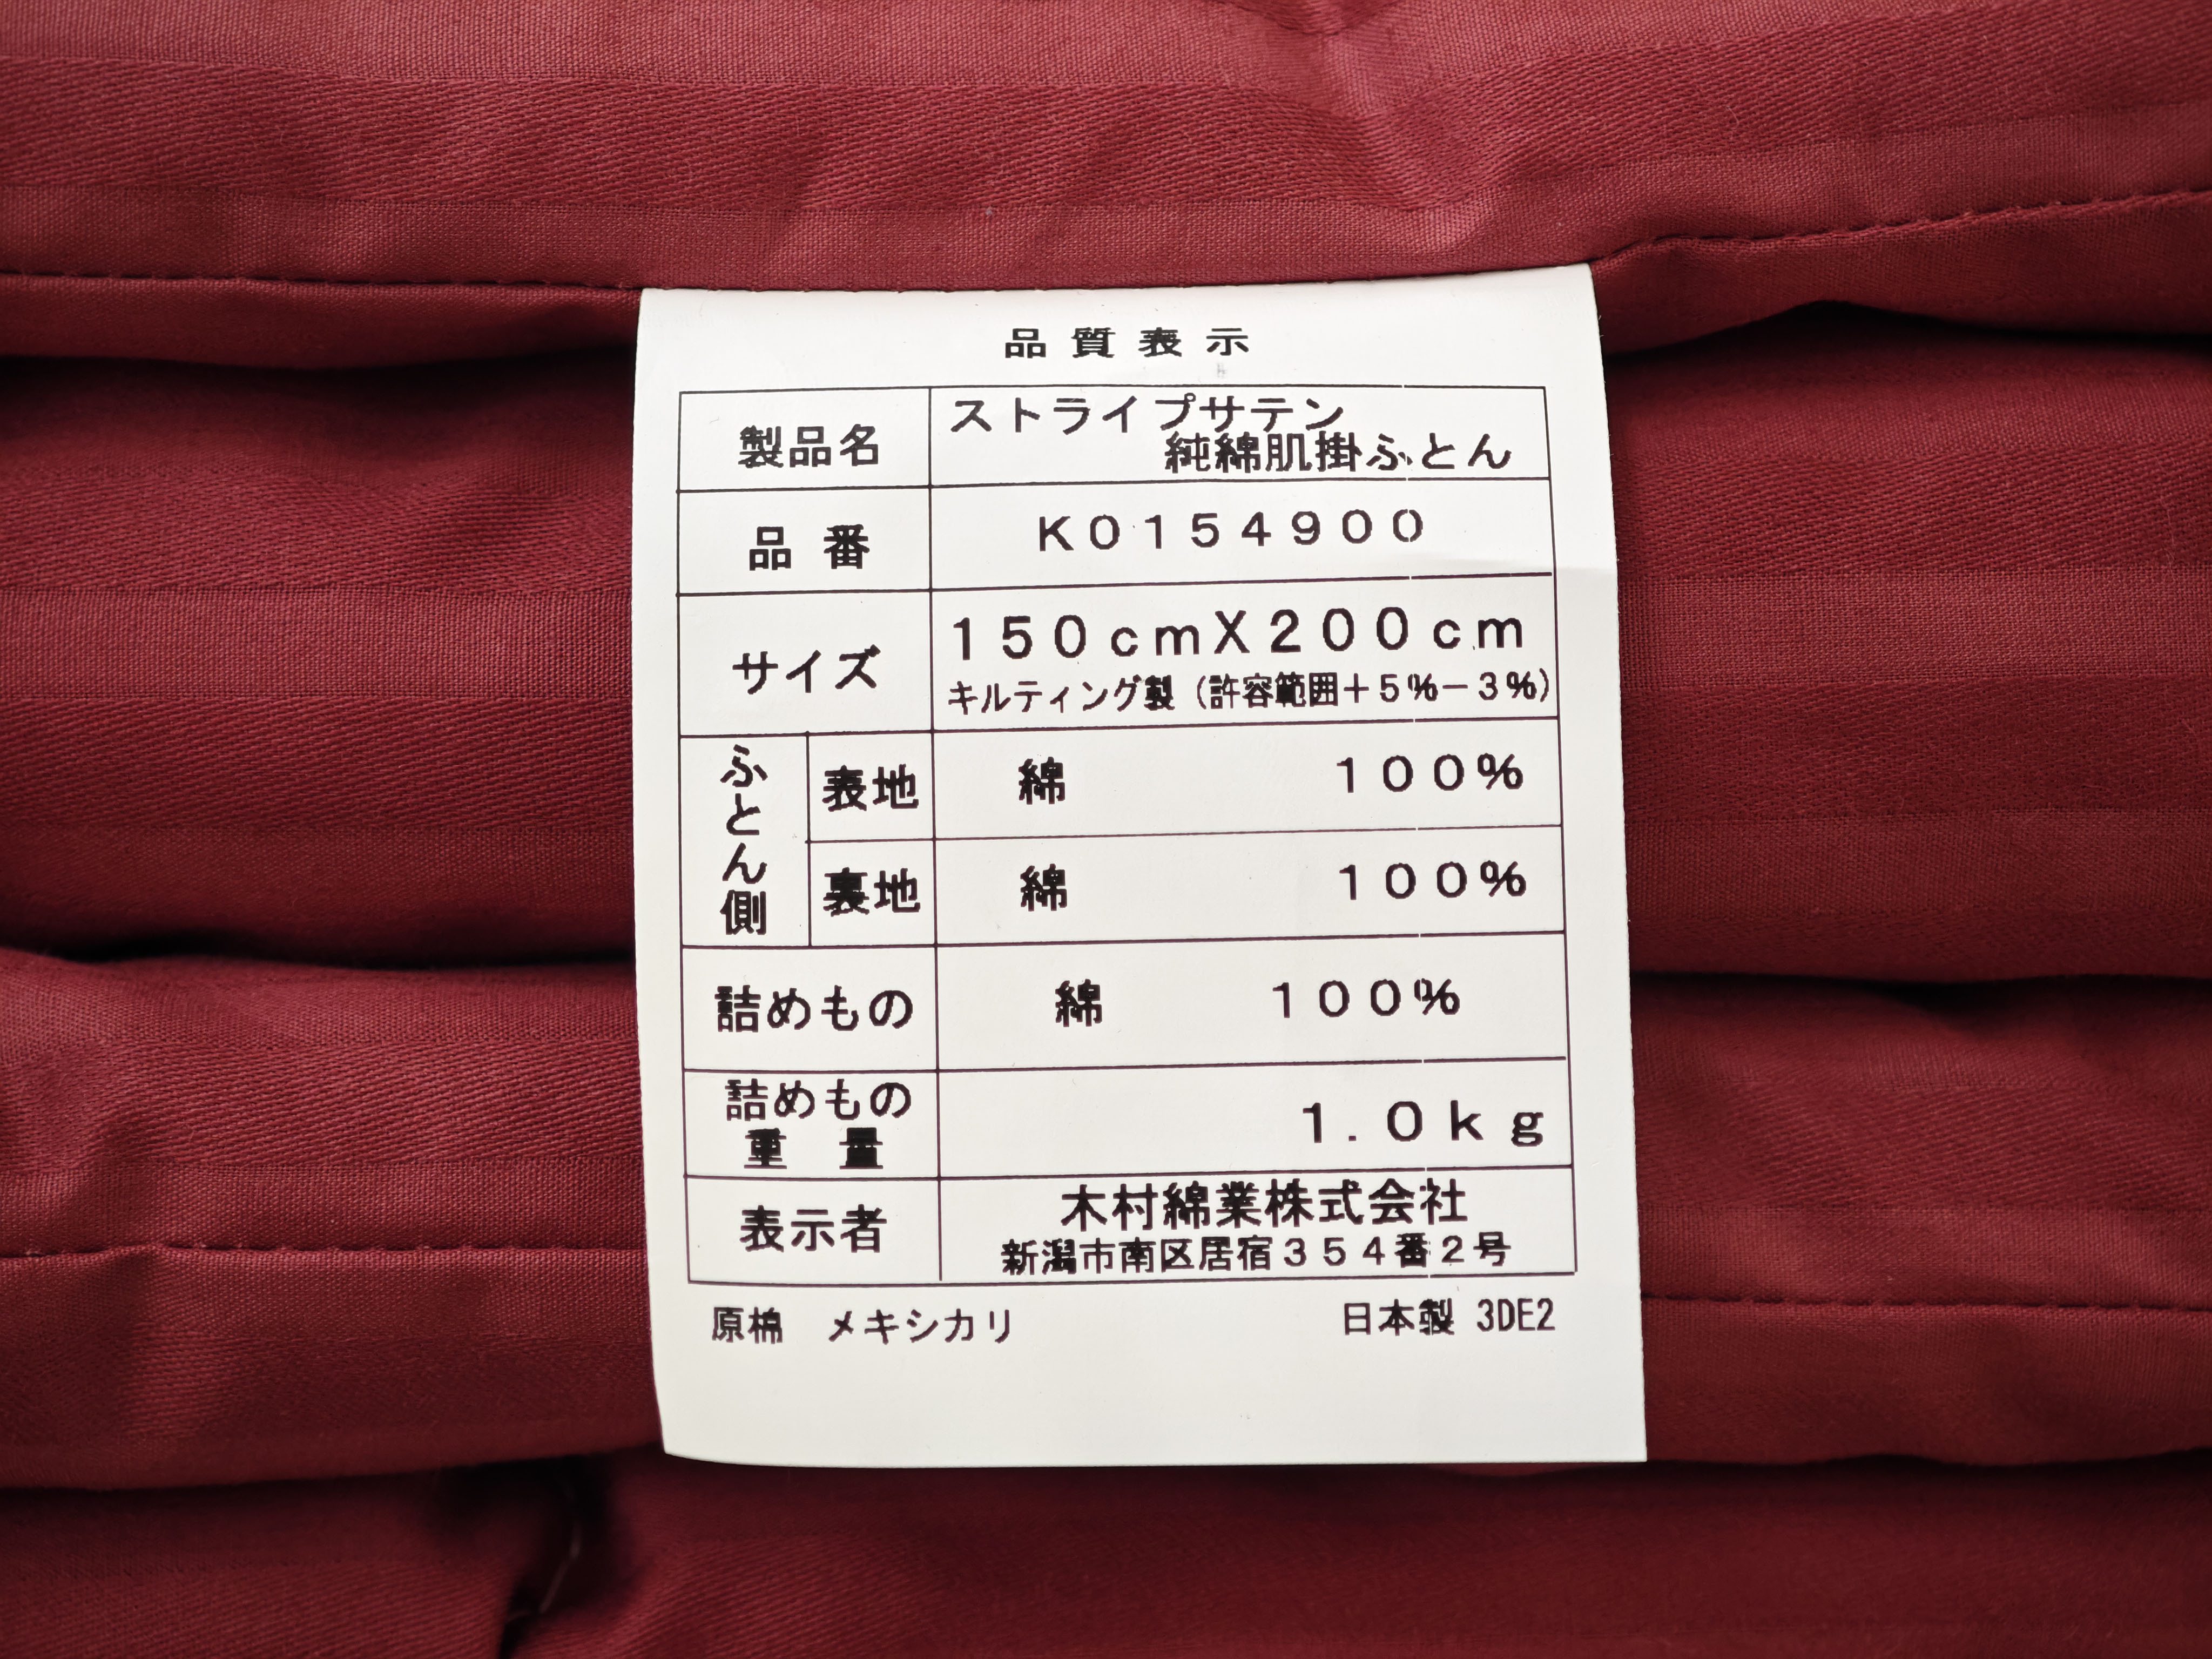 品質表示
製品名 ストライプサテン
純綿肌掛ふとん
品番 K0154900
サイズ 150cmX200cm
キルティング製（許容範囲＋5％－3％）
ふとん側 表地 綿 100%
裏地 綿 100%
詰めもの 綿 100%
詰めもの重量 1.0kg
表示者 木村綿業株式会社
新潟市南区居宿354番2号
原棉 メキシカリ 日本製 3DE2